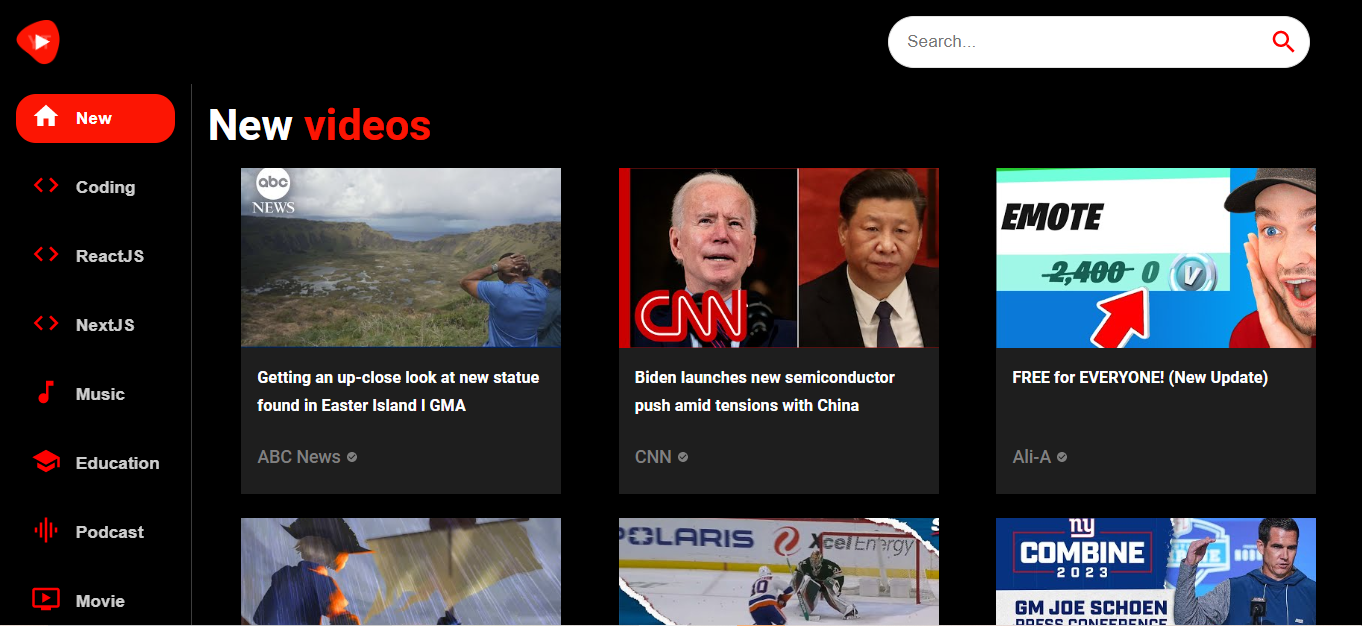 Search...
New
Coding
ReactJS
NextJS
Music
Education
Podcast
Movie
New videos
abc
NEWS
Getting an up-close look at new statue
found in Easter Island l GMA
ABC News
CNN
Biden launches new semiconductor
push amid tensions with China
CNN
EMOTE
2,400 0
V
FREE for EVERYONE! (New Update)
Ali-A
POLARIS
XcelEnergy
10
ny
COMBINE
2023
GM JOE SCHOEN
PRESS CONFERENCE